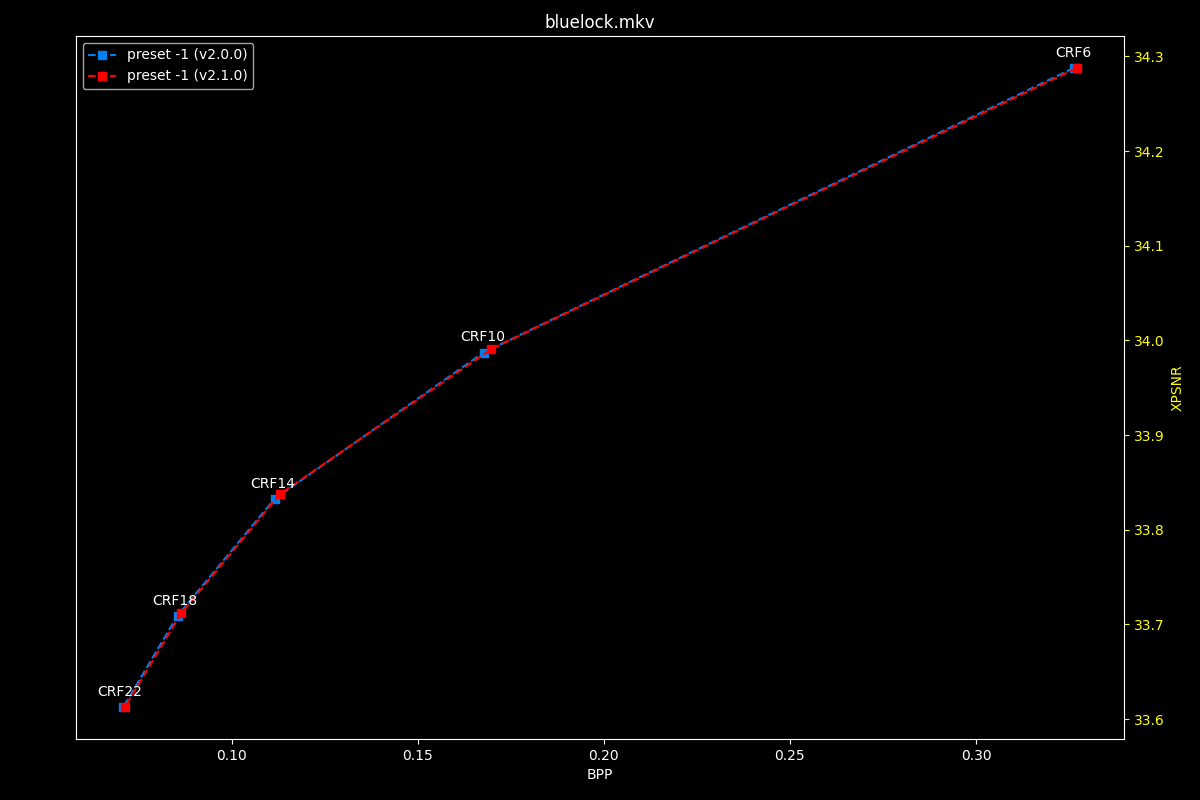 bluelock.mkv
preset -1 (v2.0.0)
preset -1 (v2.1.0)
CRF6
CRF10
CRF14
CRF18
CRF22
34.3
34.2
34.1
34.0
33.9
33.8
33.7
33.6
XPSNR
0.10 0.15 0.20 0.25 0.30
BPP